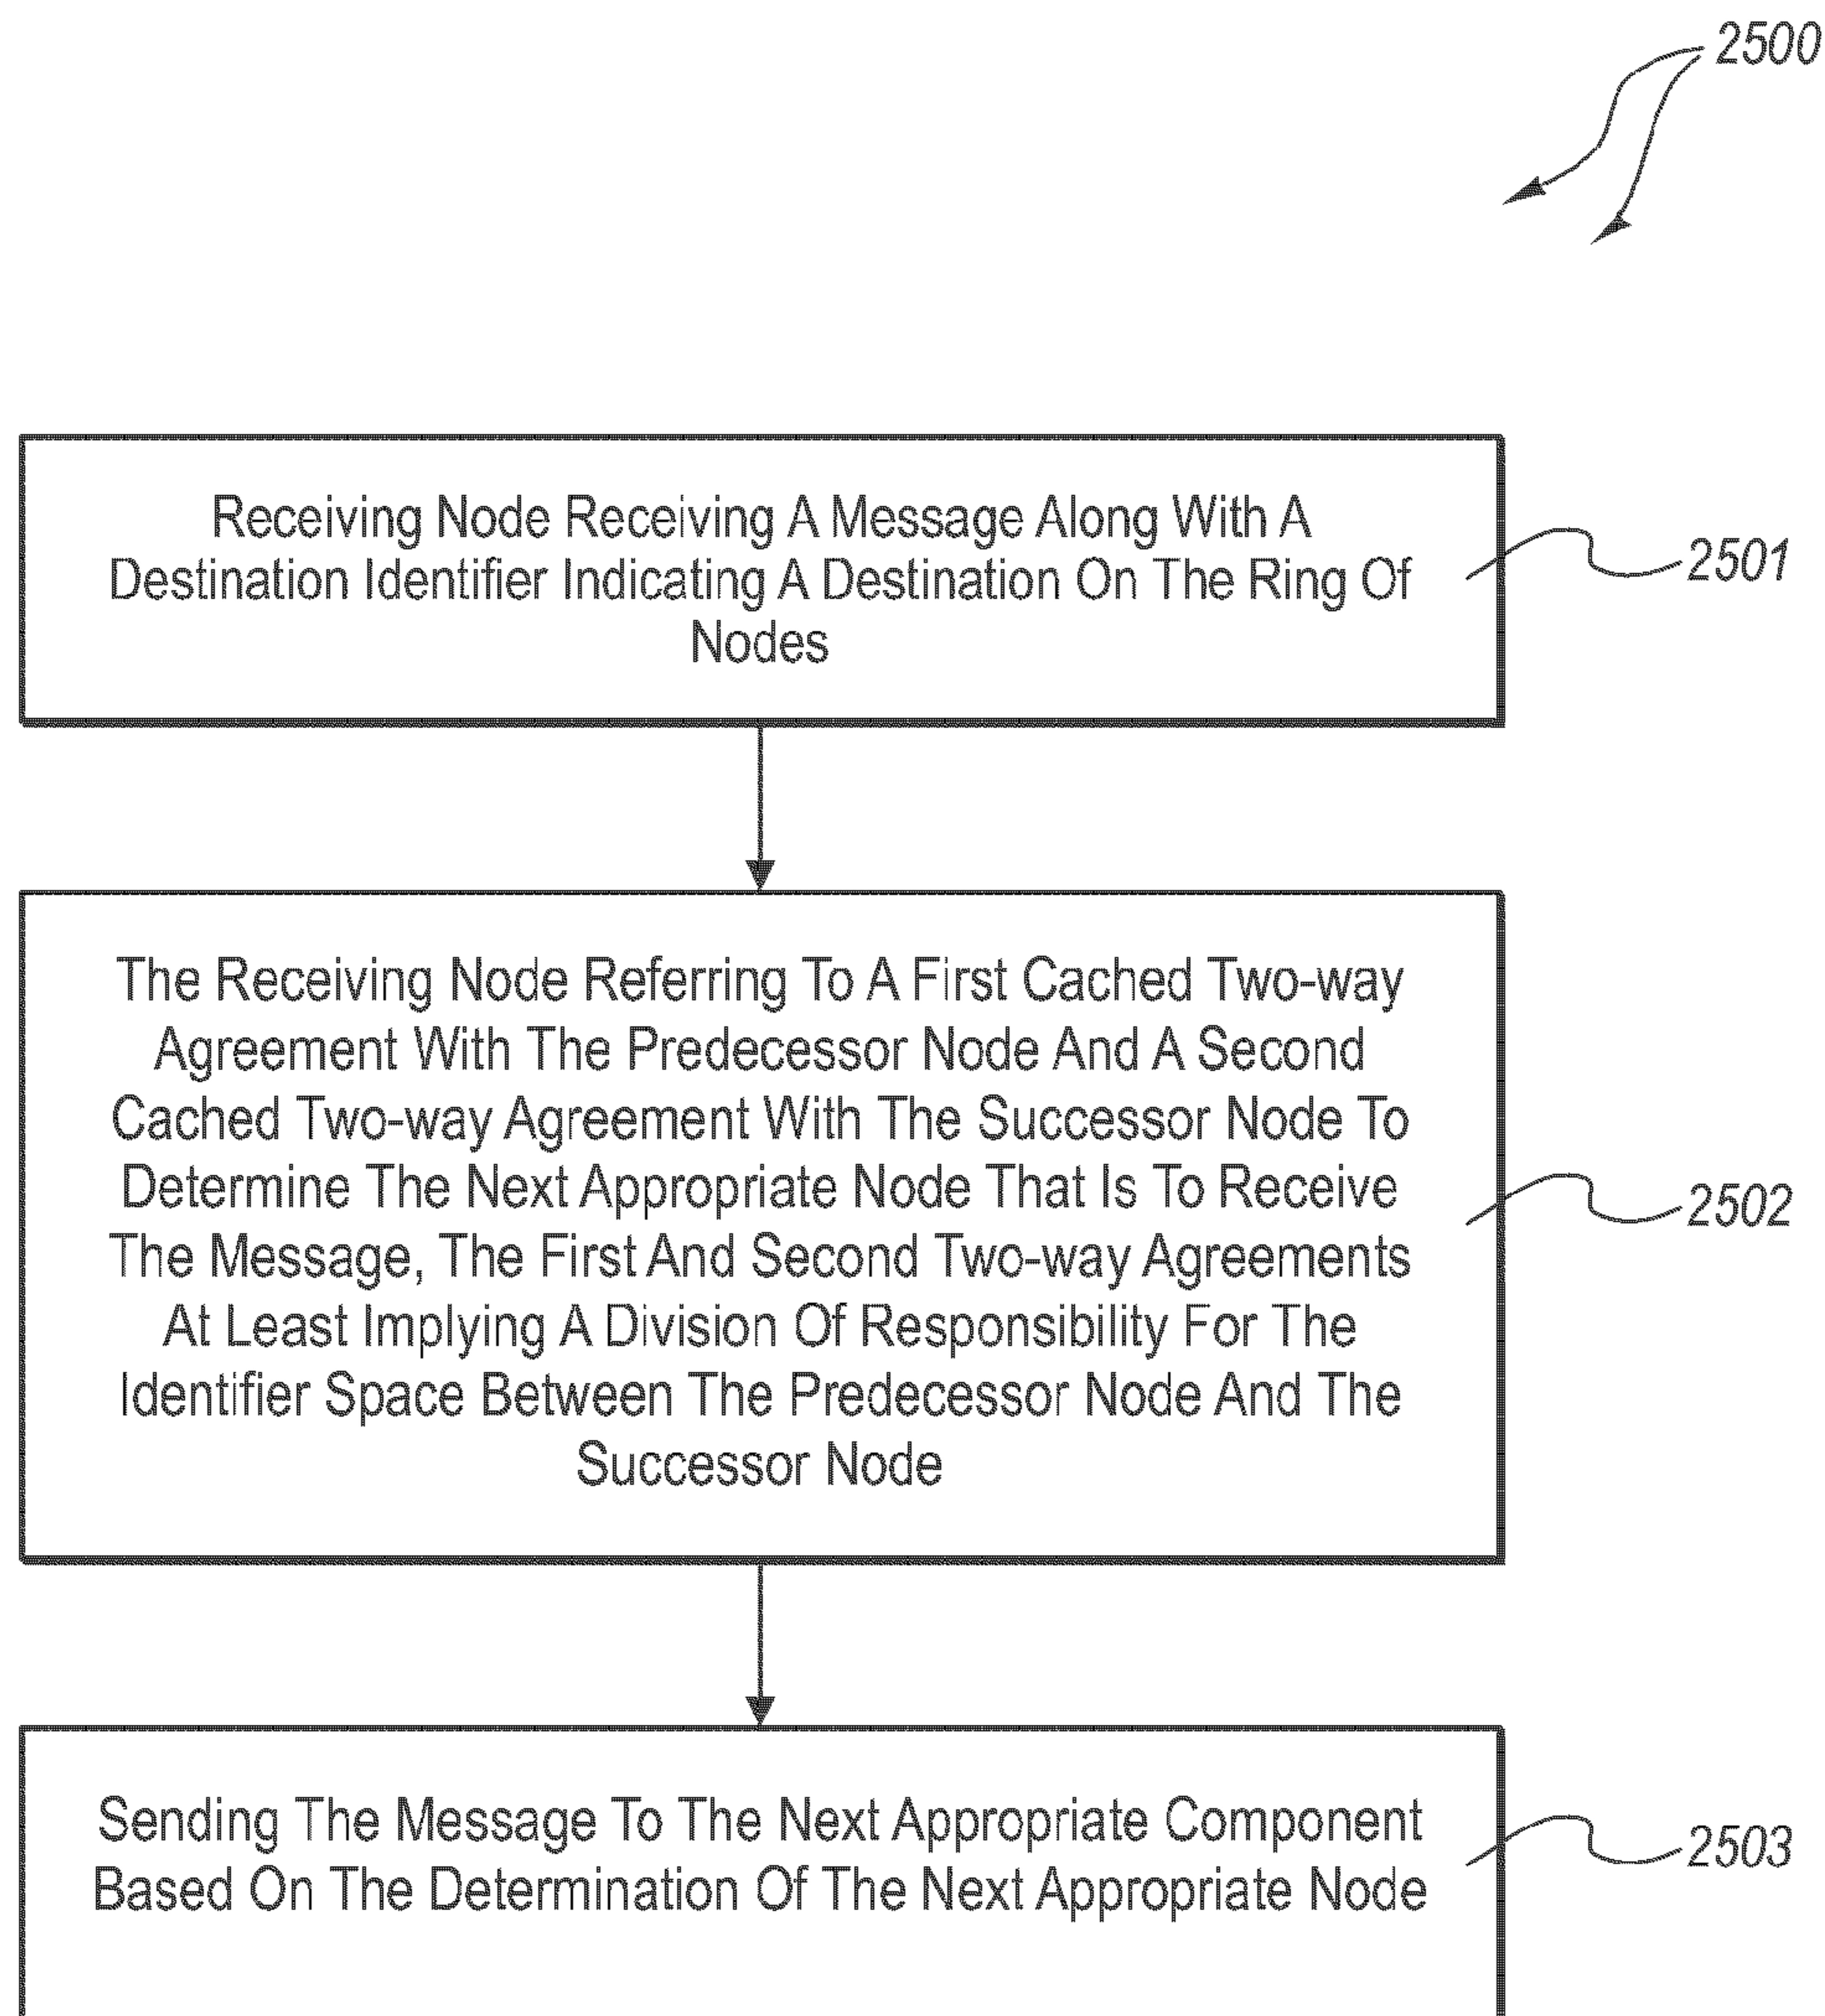 2500
Receiving Node Receiving A Message Along With A
Destination Identifier Indicating A Destination On The Ring Of
Nodes
2501
The Receiving Node Referring To A First Cached Two-way
Agreement With The Predecessor Node And A Second
Cached Two-way Agreement With The Successor Node To
Determine The Next Appropriate Node That Is To Receive
The Message, The First And Second Two-way Agreements
At Least Implying A Division Of Responsibility For The
Identifier Space Between The Predecessor Node And The
Successor Node
2502
Sending The Message To The Next Appropriate Component
Based On The Determination Of The Next Appropriate Node
2503